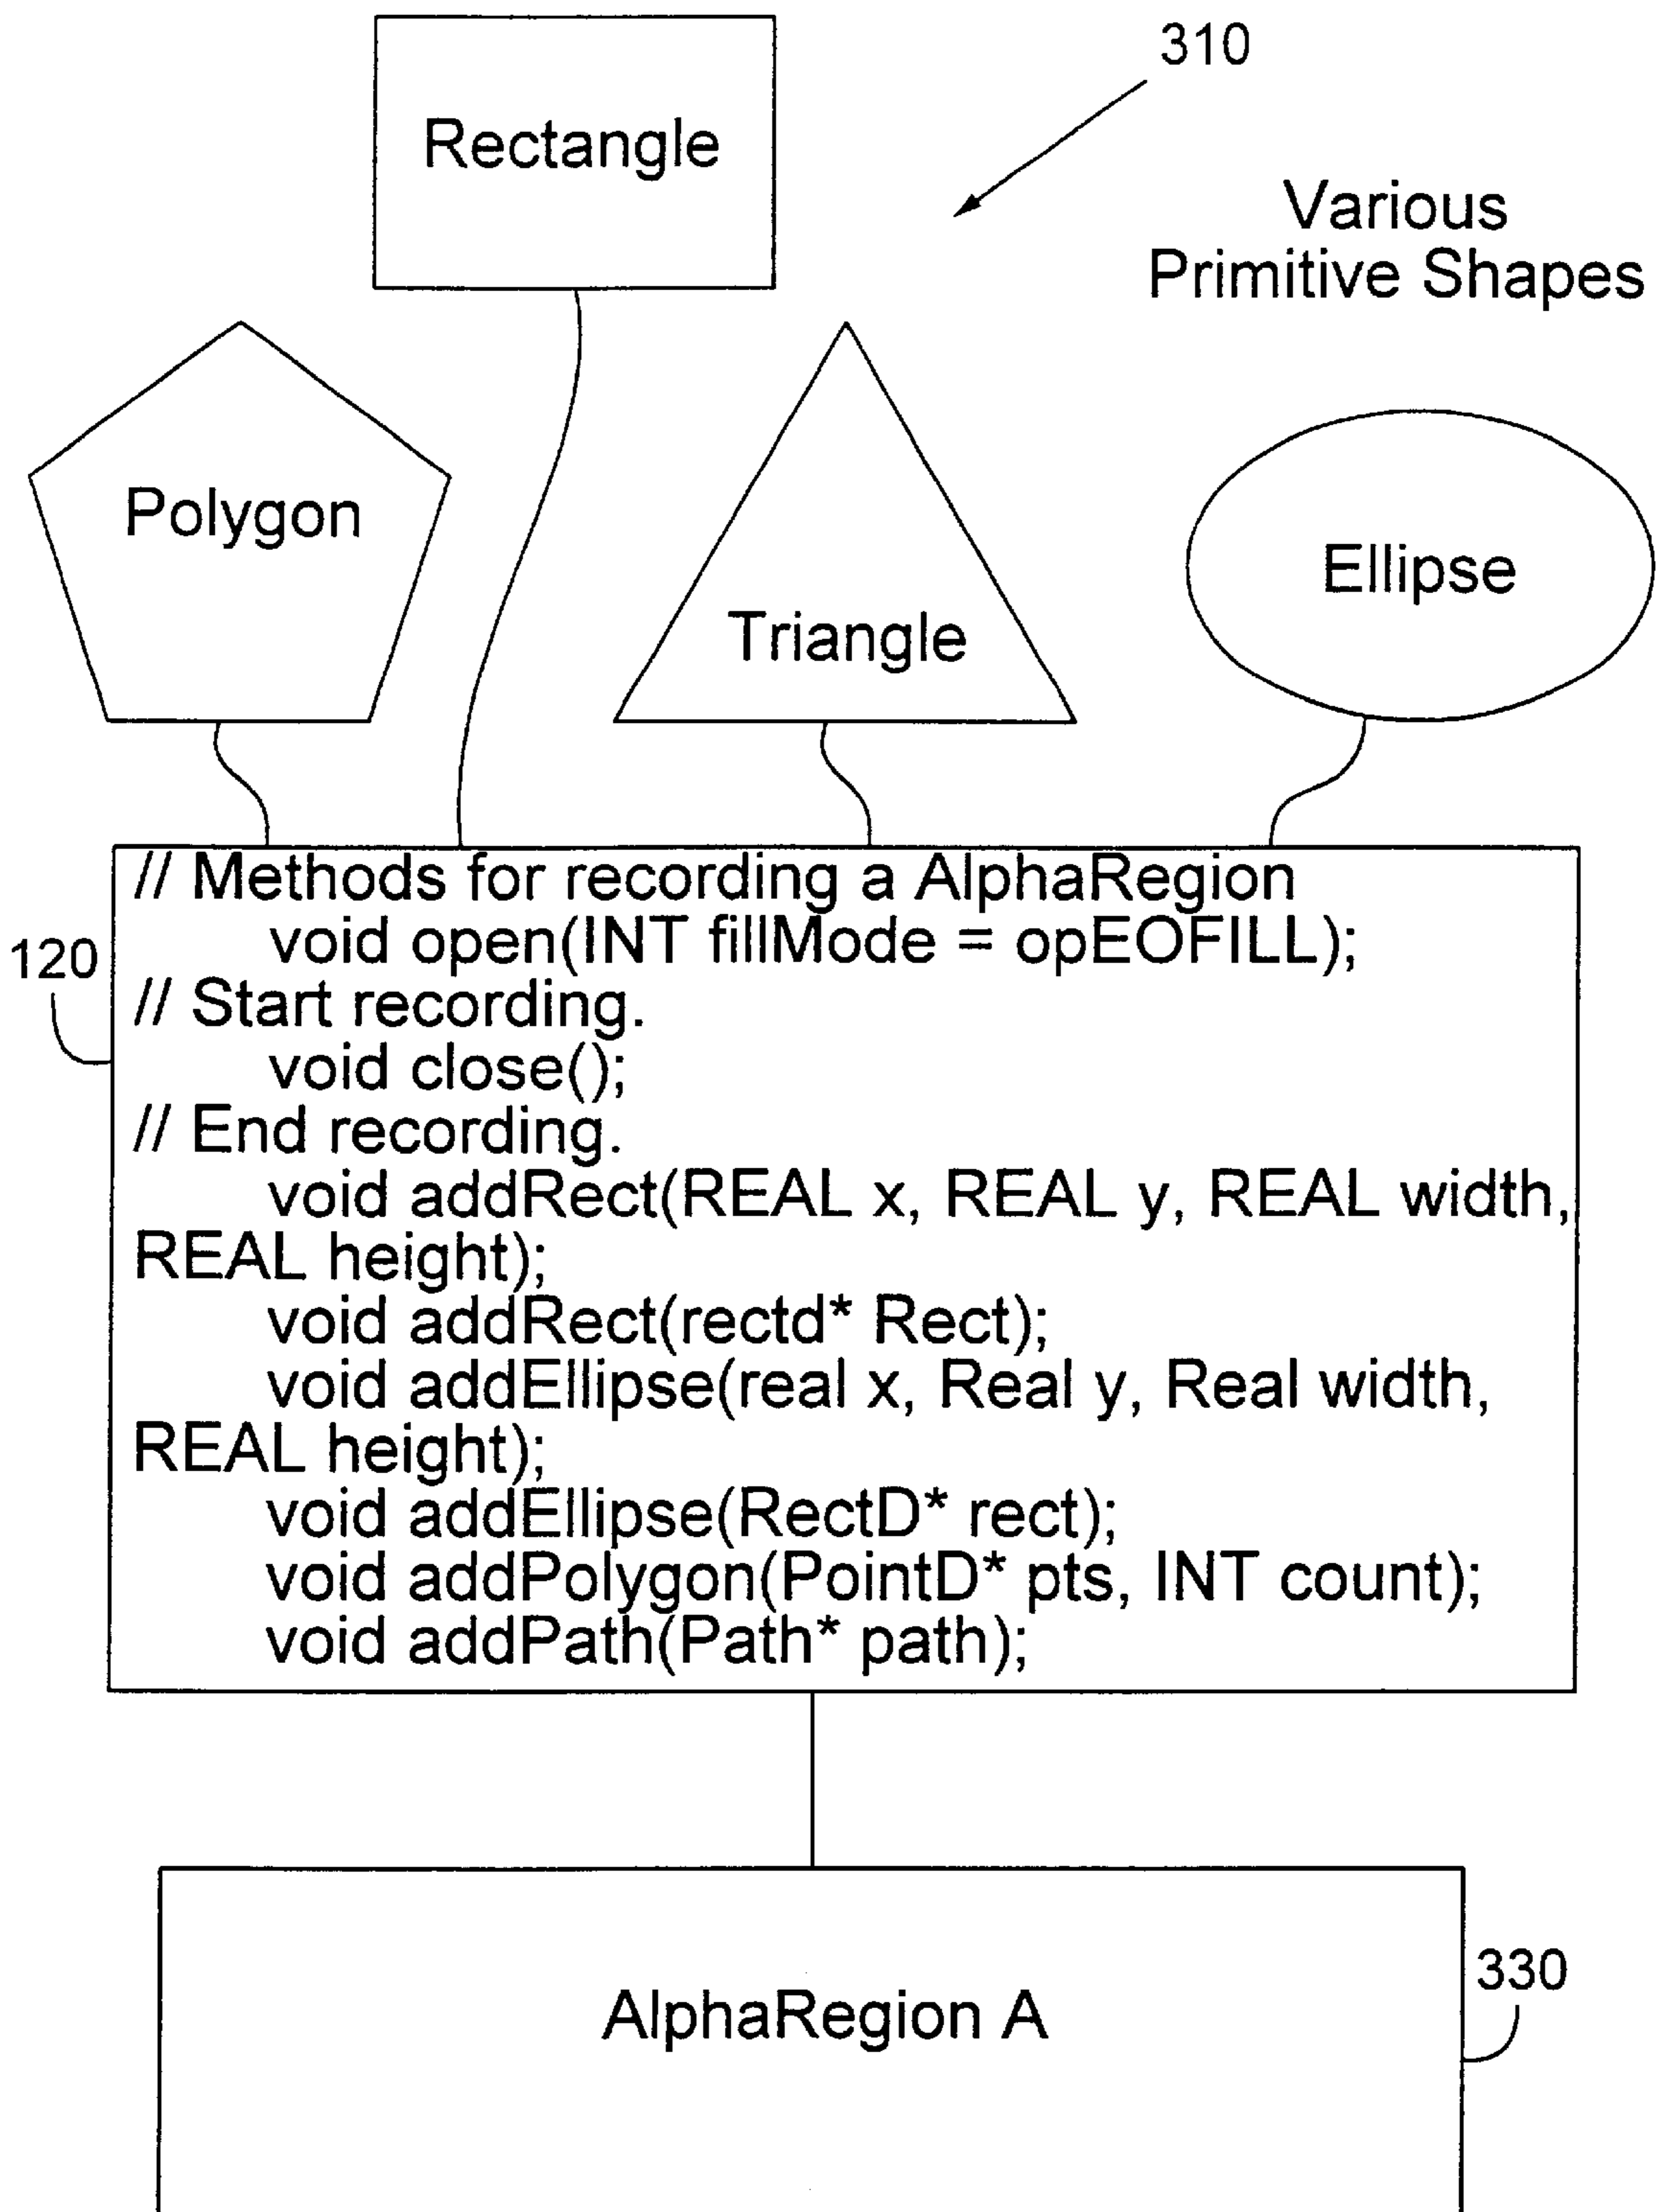 310
Rectangle
Various
Primitive Shapes
Polygon
Ellipse
Triangle
120
// Methods for recording a AlphaRegion
void open(INT fillMode = opEOFILL);
// Start recording.
void close();
// End recording.
void addRect(REAL x, REAL y, REAL width,
REAL height);
void addRect(rectd* Rect);
void addEllipse(real x, Real y, Real width,
REAL height);
void addEllipse(RectD* rect);
void addPolygon(PointD* pts, INT count);
void addPath(Path* path);
330
AlphaRegion A